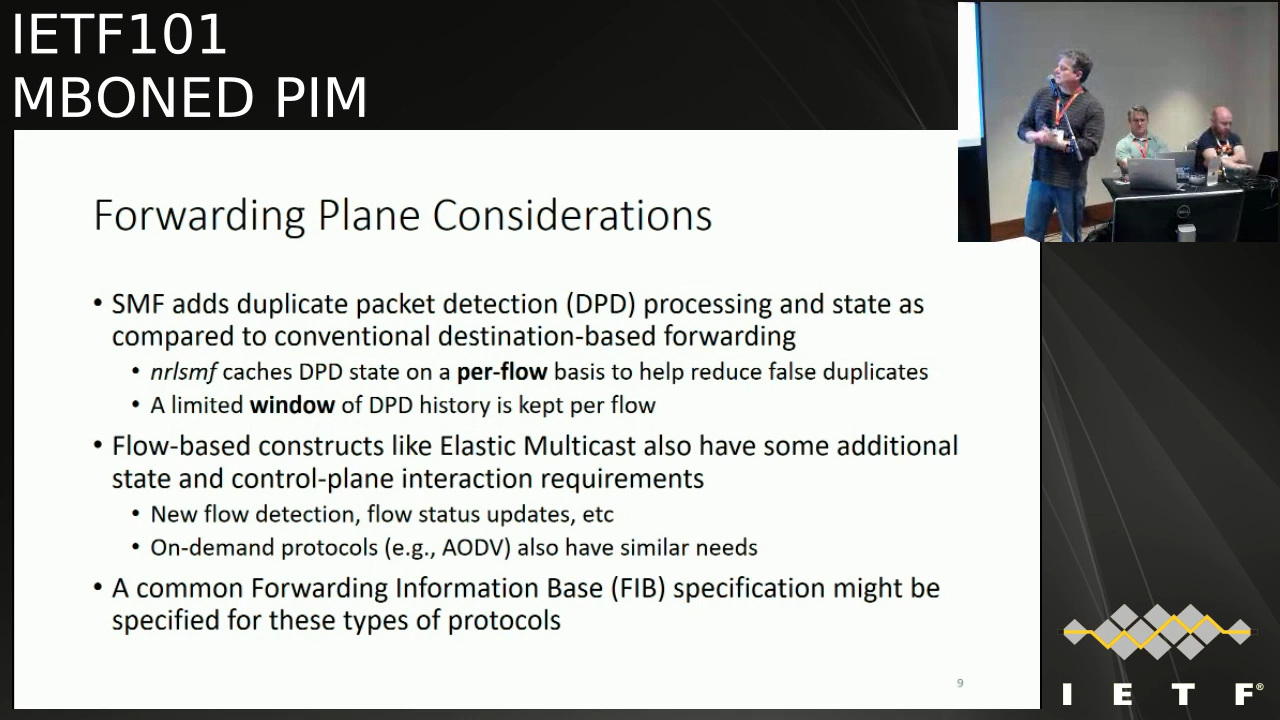 IETF101
MBONED PIM
Forwarding Plane Considerations
• SMF adds duplicate packet detection (DPD) processing and state as
compared to conventional destination-based forwarding
• nrlsmf caches DPD state on a per-flow basis to help reduce false duplicates
• A limited window of DPD history is kept per flow
• Flow-based constructs like Elastic Multicast also have some additional
state and control-plane interaction requirements
• New flow detection, flow status updates, etc
• On-demand protocols (e.g., AODV) also have similar needs
• A common Forwarding Information Base (FIB) specification might be
specified for these types of protocols
9
I E T F®